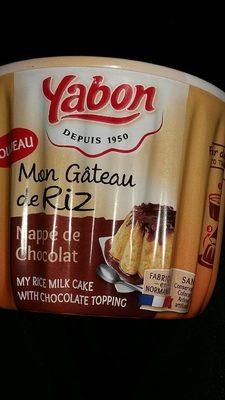 Yabon
DEPUIS 1950
Mon Gâteau
de Riz
Nappé de
Chocolat
MY RICE MILK CAKE
WITH CHOCOLATE TOPPING